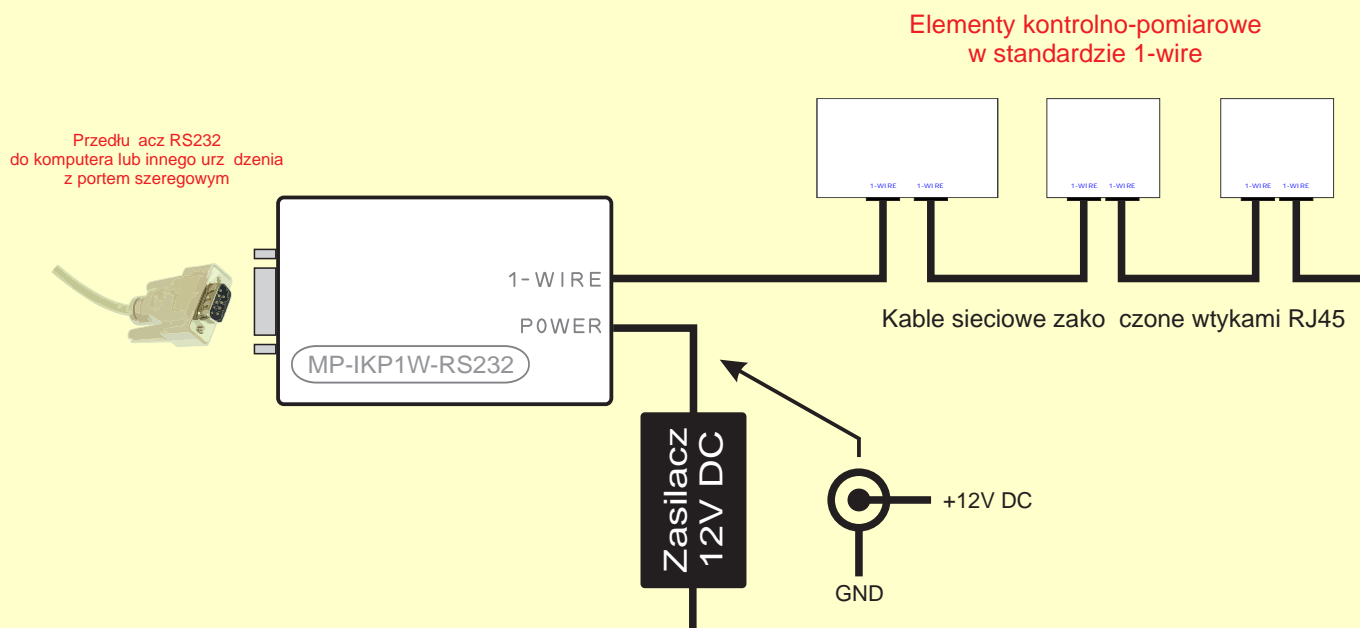 Elementy kontrolno-pomiarowe
w standardzie 1-wire
Przedłu acz RS232
do komputera lub innego urz dzenia
z portem szeregowym
1-WIRE 1-WIRE
1-WIRE 1-WIRE
1-WIRE 1-WIRE
1-WIRE
POWER
MP-IKP1W-RS232
Kable sieciowe zako czone wtykami RJ45
Zasilacz
12V DC
+12V DC
GND